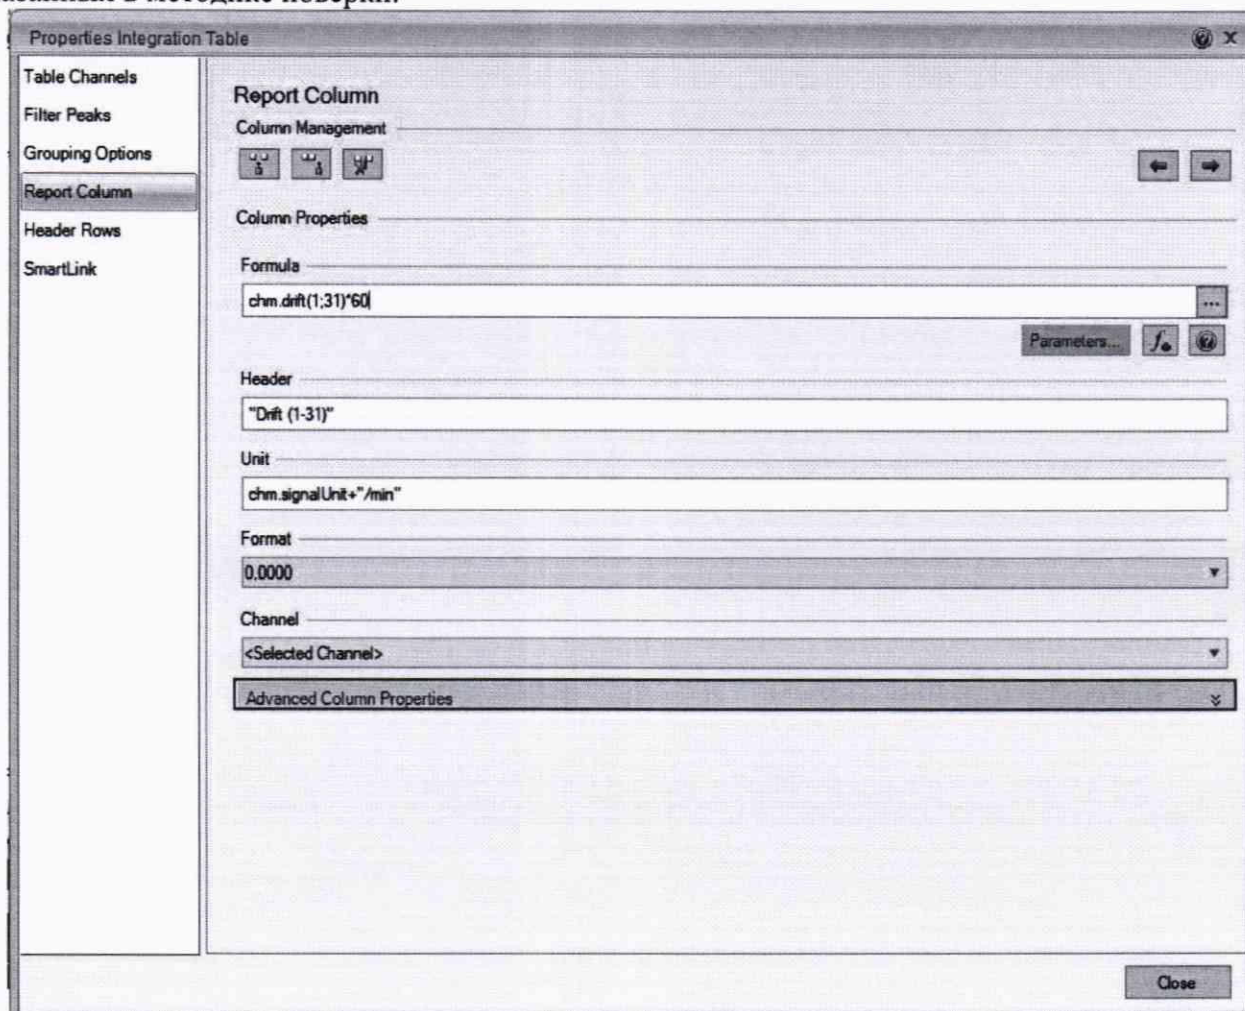 Properties Integration Table
Table Channels
Filter Peaks
Grouping Options
Report Column
Header Rows
SmartLink
Report Column
Column Management
Column Properties
Formula
chm.drift(1;31)*60
...
Parameters...
Header
"Drift (1-31)"
Unit
chm.signalUnit+"/min"
Format
0,0000
Channel
<Selected Channel>
Advanced Column Properties
Close